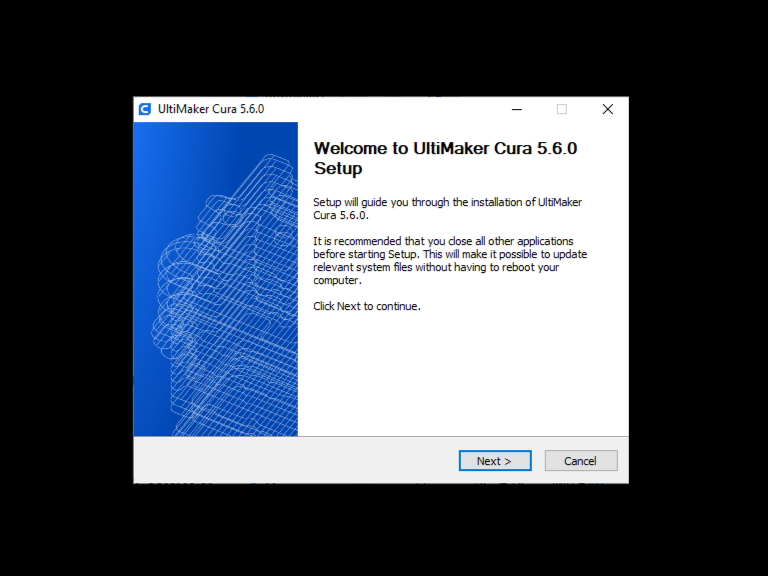 UltiMaker Cura 5.6.0
Welcome to UltiMaker Cura 5.6.0
Setup
Setup will guide you through the installation of UltiMaker
Cura 5.6.0.
It is recommended that you close all other applications
before starting Setup. This will make it possible to update
relevant system files without having to reboot your
computer.
Click Next to continue.
Next >
Cancel